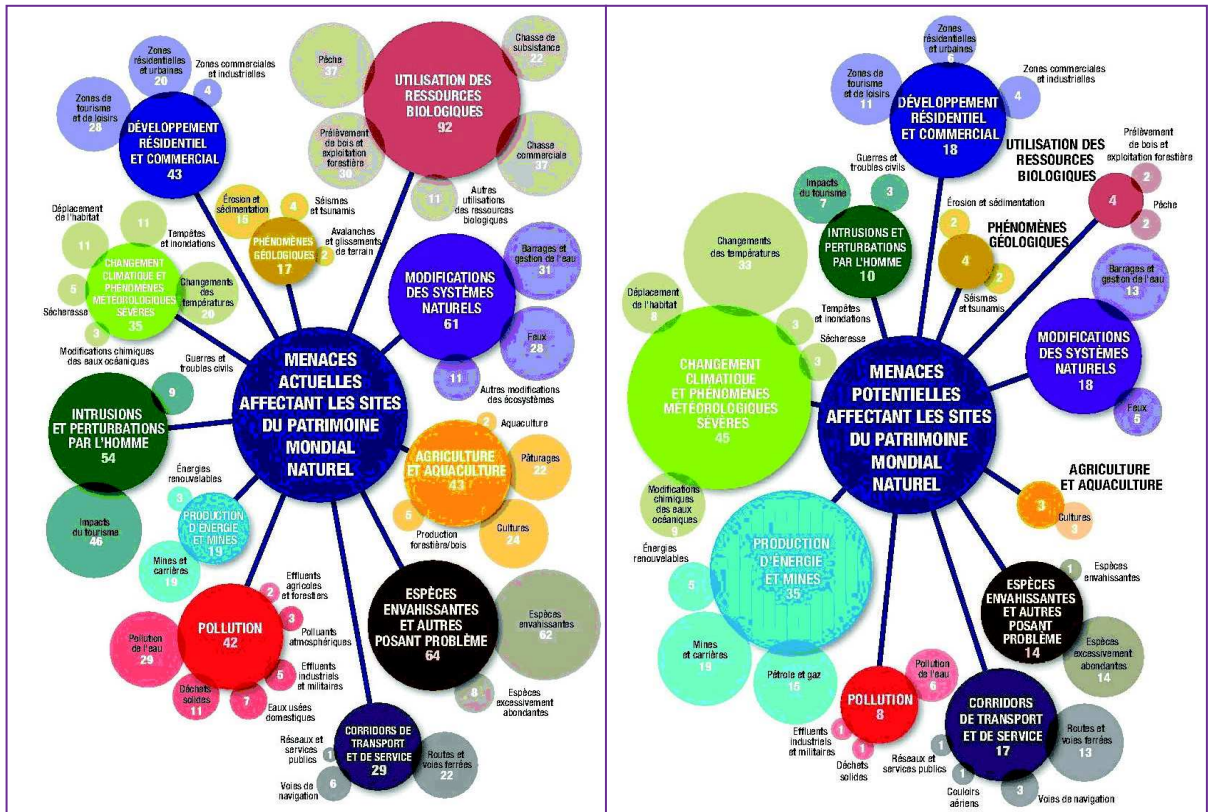 Zones
résidentielles
et urbaines
20
Zones commerciales
et industrielles
4
Zones de
tourisme
et de loisirs
28
DÉVELOPPEMENT
RÉSIDENTIEL
ET COMMERCIAL
43
Pêche
37
Chasse de
subsistance
22
UTILISATION DES
RESSOURCES
BIOLOGIQUES
92
Prélèvement
de bois et
exploitation
forestière
30
Chasse
commerciale
37
11
Autres
utilisations
des ressources
biologiques
Érosion et
sédimentation
15
4
Séismes
et tsunamis
PHÉNOMÈNES
GÉOLOGIQUES
17
Avalanches
et glissements
de terrain
2
Déplacement
de l'habitat
11
11
Tempêtes
et inondations
CHANGEMENT
CLIMATIQUE ET
PHÉNOMÈNES
MÉTÉOROLOGIQUES
SÉVÈRES
35
5
Sécheresse
Changements
des
températures
20
3
Modifications chimiques
des eaux océaniques
MODIFICATIONS
DES SYSTÈMES
NATURELS
61
Barrages et
gestion de l'eau
31
Feux
28
11
Autres modifications
des écosystèmes
Guerres et
troubles civils
9
INTRUSIONS
ET PERTURBATIONS
PAR L'HOMME
54
Impacts
du tourisme
46
MENACES
ACTUELLES
AFFECTANT LES SITES
DU PATRIMOINE
MONDIAL
NATUREL
2
Aquaculture
AGRICULTURE
ET AQUACULTURE
43
Pâturages
22
5
Production
forestière/bois
Cultures
24
Énergies
renouvelables
3
PRODUCTION
D'ÉNERGIE
ET MINES
19
Mines et
carrières
19
Effluents
agricoles
et forestiers
2
3
Polluants
atmosphériques
POLLUTION
42
Pollution
de l'eau
29
5
Effluents
industriels
et militaires
Déchets
solides
11
7
Eaux usées
domestiques
ESPÈCES
ENVAHISSANTES
ET AUTRES
POSANT PROBLÈME
64
Espèces
envahissantes
62
8
Espèces
excessivement
abondantes
CORRIDORS DE
TRANSPORT
ET DE SERVICE
29
Réseaux et
services publics
1
6
Voies de
navigation
Routes et
voies ferrées
22
Zones
résidentielles
et urbaines
6
Zones commerciales
et industrielles
4
Zones de
tourisme
et de loisirs
11
DÉVELOPPEMENT
RÉSIDENTIEL
ET COMMERCIAL
18
UTILISATION DES
RESSOURCES
BIOLOGIQUES
4
Prélèvement
de bois et
exploitation forestière
2
2
Pêche
Guerres et
troubles civils
3
Impacts
du tourisme
7
INTRUSIONS ET
PERTURBATIONS
PAR L'HOMME
10
Érosion et sédimentation
2
PHÉNOMÈNES
GÉOLOGIQUES
4
2
Séismes
et tsunamis
Changements
des températures
33
Déplacement
de l'habitat
8
Tempêtes
et inondations
3
Sécheresse
3
CHANGEMENT
CLIMATIQUE
ET PHÉNOMÈNES
MÉTÉOROLOGIQUES
SÉVÈRES
45
Modifications
chimiques
des eaux
océaniques
9
Barrages et
gestion de l'eau
13
MODIFICATIONS
DES SYSTÈMES
NATURELS
18
Feux
5
MENACES
POTENTIELLES
AFFECTANT LES SITES
DU PATRIMOINE
MONDIAL
NATUREL
AGRICULTURE
ET AQUACULTURE
3
Cultures
3
Énergies
renouvelables
5
PRODUCTION
D'ÉNERGIE
ET MINES
35
Mines
et carrières
19
Pétrole et gaz
15
1
Espèces
envahissantes
ESPÈCES
ENVAHISSANTES
ET AUTRES
POSANT
PROBLÈME
14
Espèces
excessivement
abondantes
14
Pollution
de l'eau
6
POLLUTION
8
1
Effluents
industriels
et militaires
1
Déchets
solides
CORRIDORS
DE TRANSPORT
ET DE SERVICE
17
1
Réseaux et
services publics
1
Couloirs
aériens
3
Voies de navigation
Routes et
voies ferrées
13